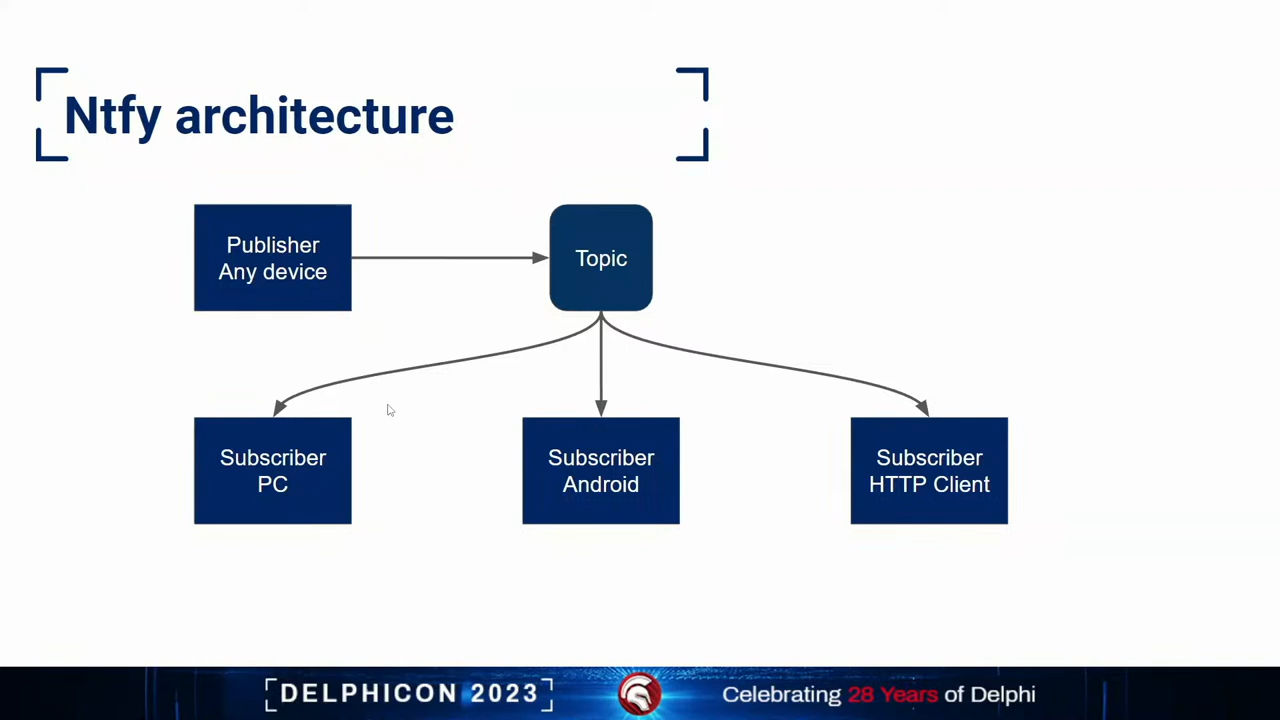 Ntfy architecture
Publisher
Any device
Topic
Subscriber
PC
Subscriber
Android
Subscriber
HTTP Client
DELPHICON 2023
Celebrating 28 Years of Delphi